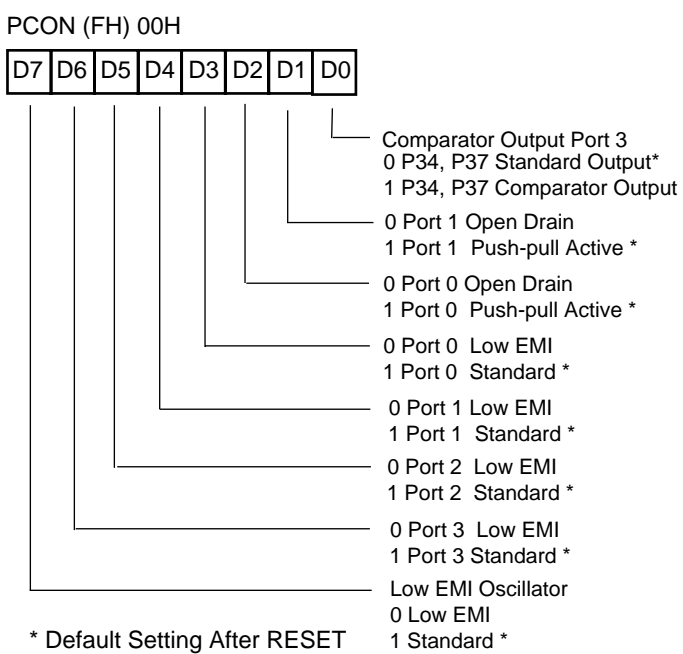 PCON (FH) 00H
D7 D6 D5 D4 D3 D2 D1 D0
Comparator Output Port 3
0 P34, P37 Standard Output*
1 P34, P37 Comparator Output
0 Port 1 Open Drain
1 Port 1 Push-pull Active *
0 Port 0 Open Drain
1 Port 0 Push-pull Active *
0 Port 0 Low EMI
1 Port 0 Standard *
0 Port 1 Low EMI
1 Port 1 Standard *
0 Port 2 Low EMI
1 Port 2 Standard *
0 Port 3 Low EMI
1 Port 3 Standard *
Low EMI Oscillator
0 Low EMI
1 Standard *
* Default Setting After RESET